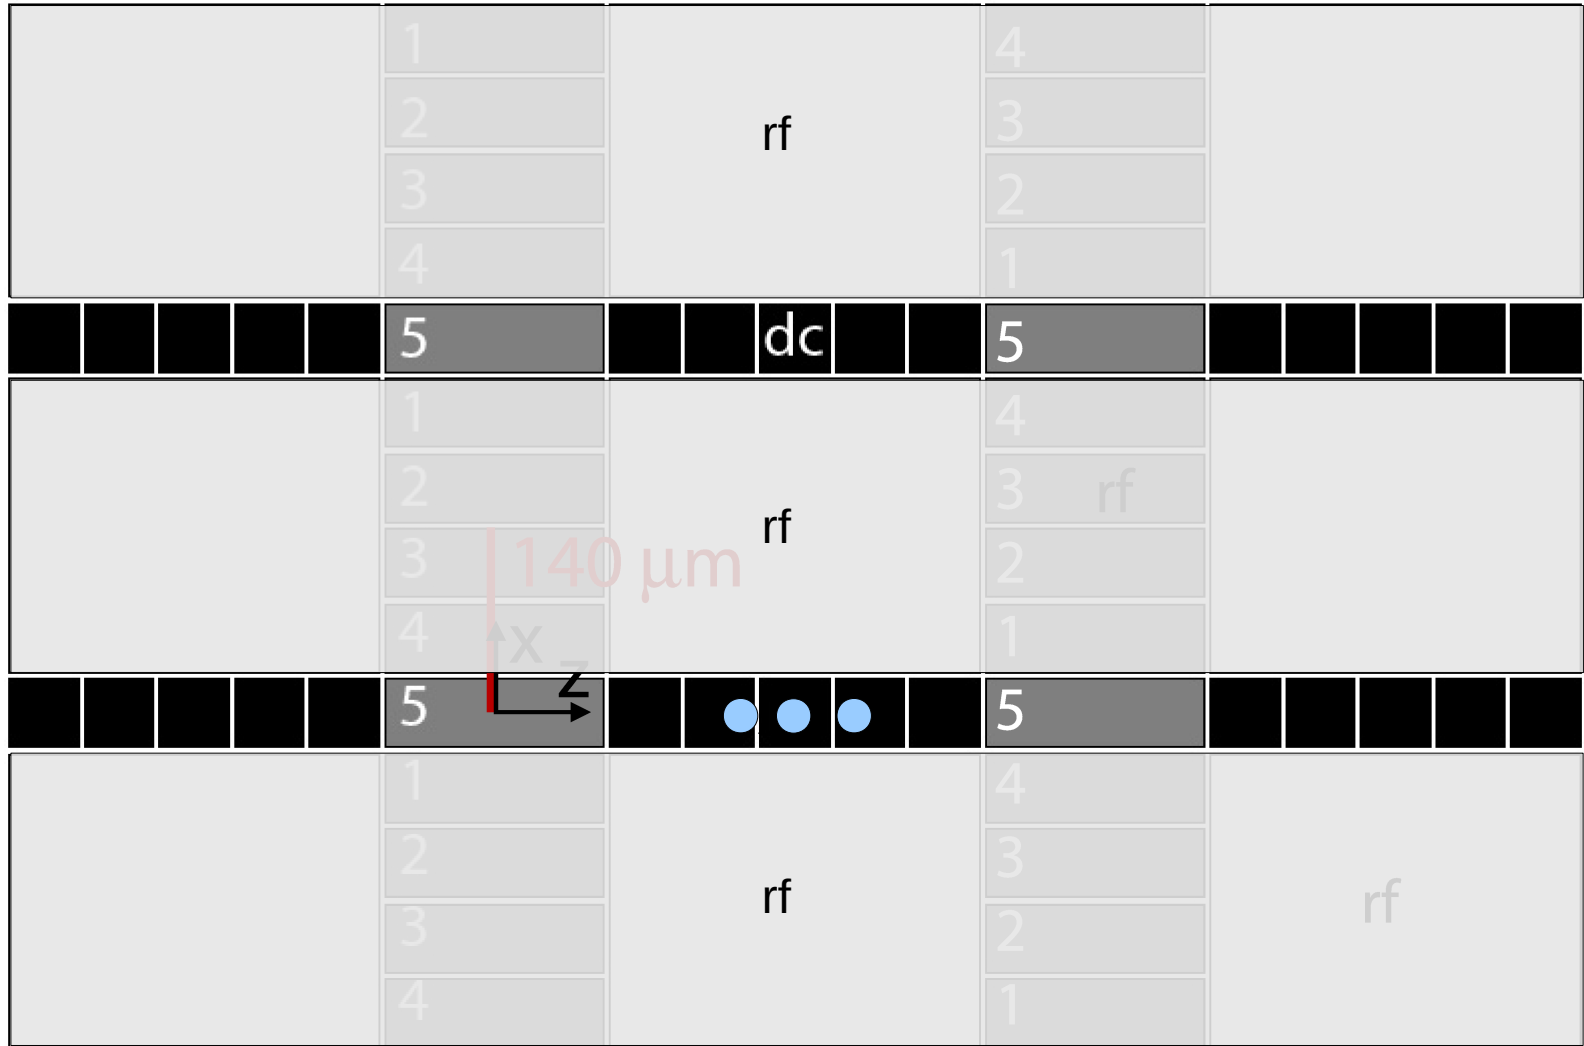 1 4
2 rf 3
3 2
4 1
5 dc 5
1 4
2 rf 3 rf
3 140 µm 2
4 x 1
5 z 5
1 4
2 3
3 rf 2 rf
4 1